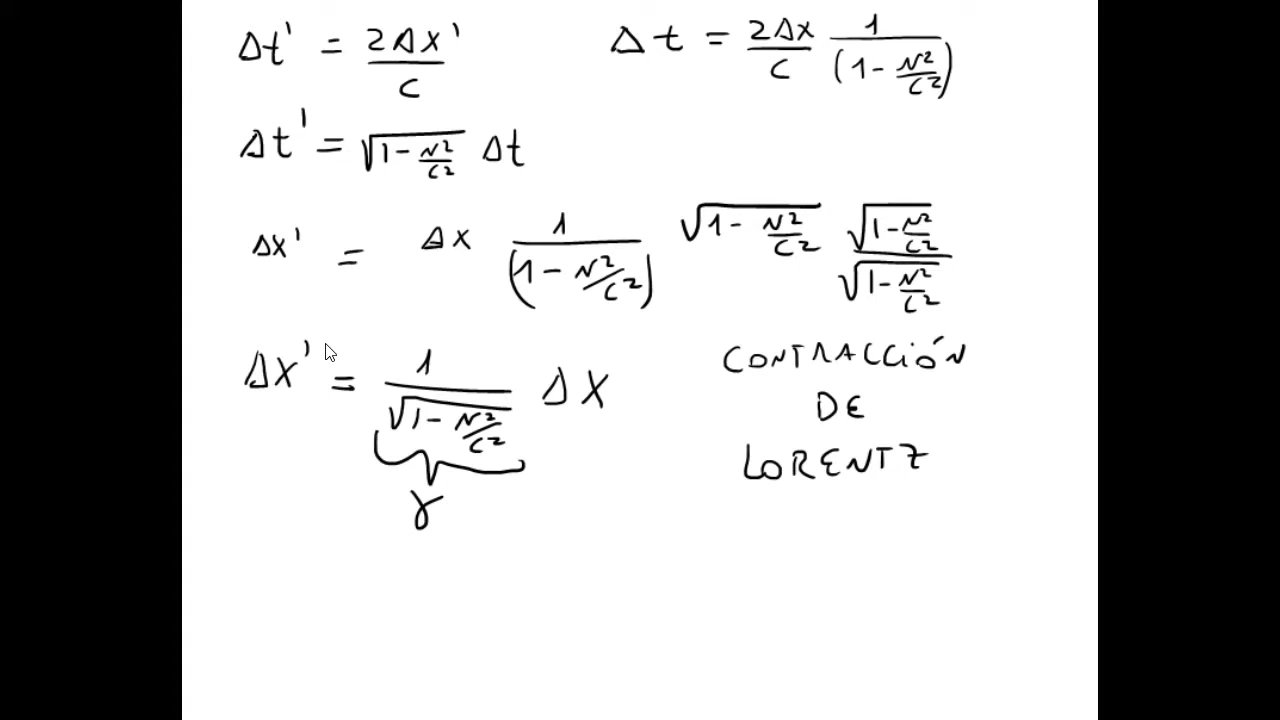 Δt' = 2Δx'/c    Δt = 2Δx/c 1/(1-v²/c²)
Δt' = √(1-v²/c²) Δt
Δx' = Δx 1/(1-v²/c²) √(1-v²/c²) √(1-v²/c²)/√(1-v²/c²)
Δx' = 1/√(1-v²/c²) Δx
γ
CONTRACCIÓN
DE
LORENTZ